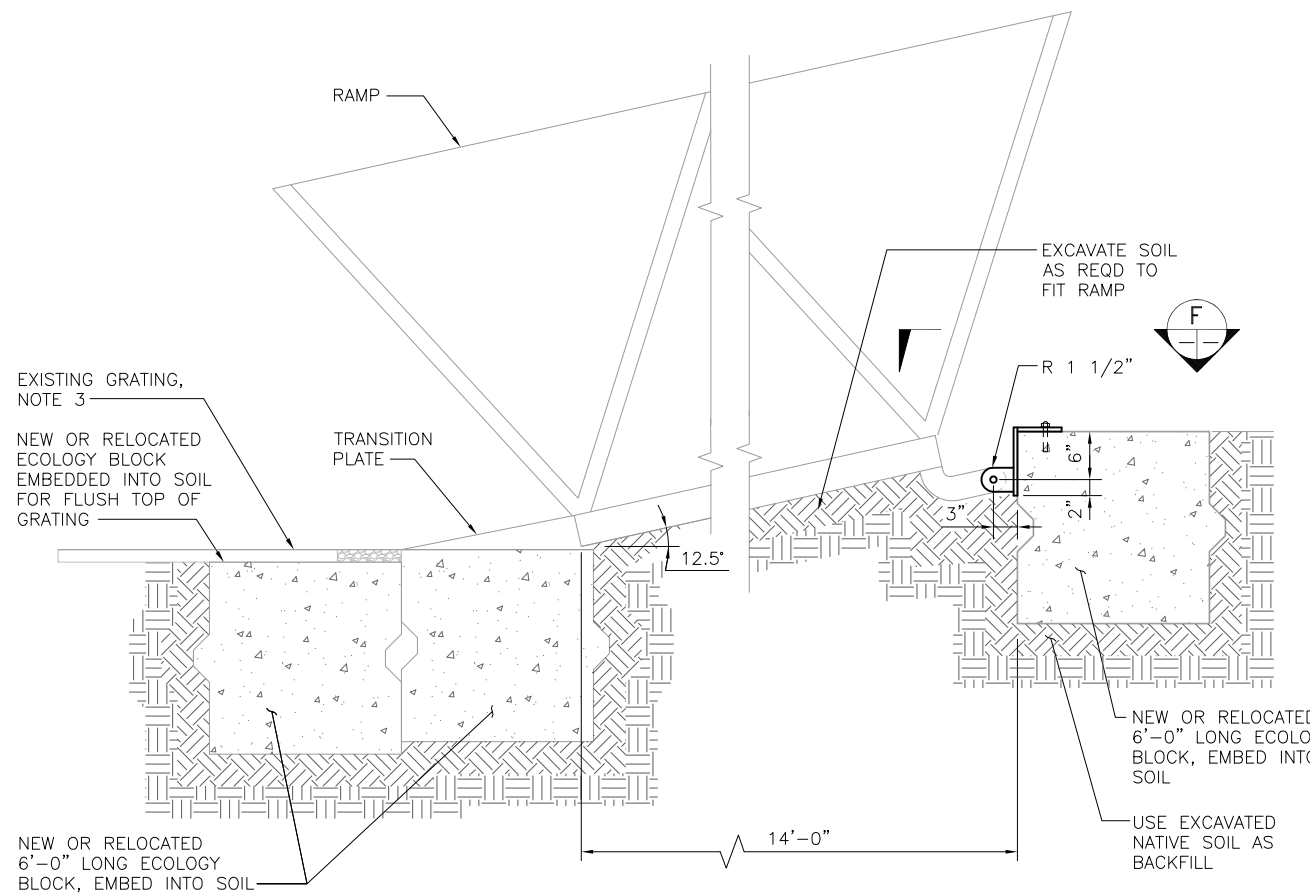 RAMP
EXCAVATE SOIL
AS REQD TO
FIT RAMP
F
R 1 1/2"
EXISTING GRATING,
NOTE 3
NEW OR RELOCATED
ECOLOGY BLOCK
EMBEDDED INTO SOIL
FOR FLUSH TOP OF
GRATING
TRANSITION
PLATE
6"
2"
3"
12.5°
NEW OR RELOCATED
6'-0" LONG ECOLO
BLOCK, EMBED INTO
SOIL
USE EXCAVATED
NATIVE SOIL AS
BACKFILL
14'-0"
NEW OR RELOCATED
6'-0" LONG ECOLOGY
BLOCK, EMBED INTO SOIL